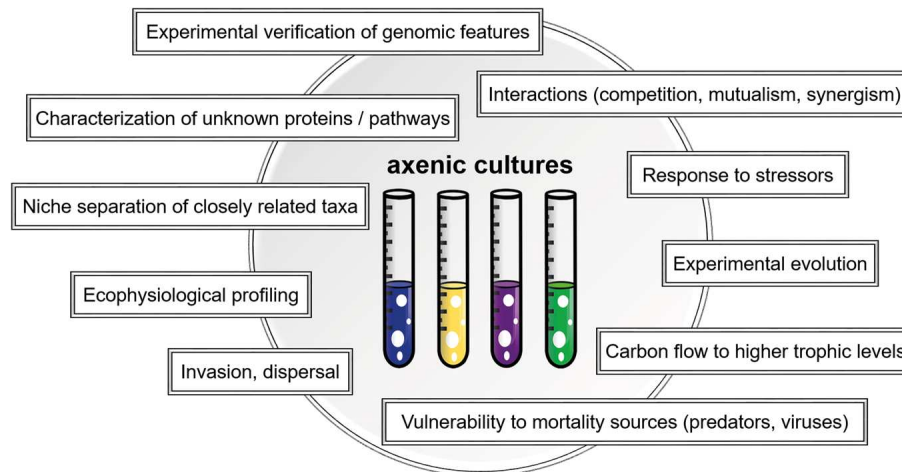 Experimental verification of genomic features
Interactions (competition, mutualism, synergism)
Characterization of unknown proteins / pathways
axenic cultures
Response to stressors
Niche separation of closely related taxa
Experimental evolution
Ecophysiological profiling
Carbon flow to higher trophic levels
Invasion, dispersal
Vulnerability to mortality sources (predators, viruses)